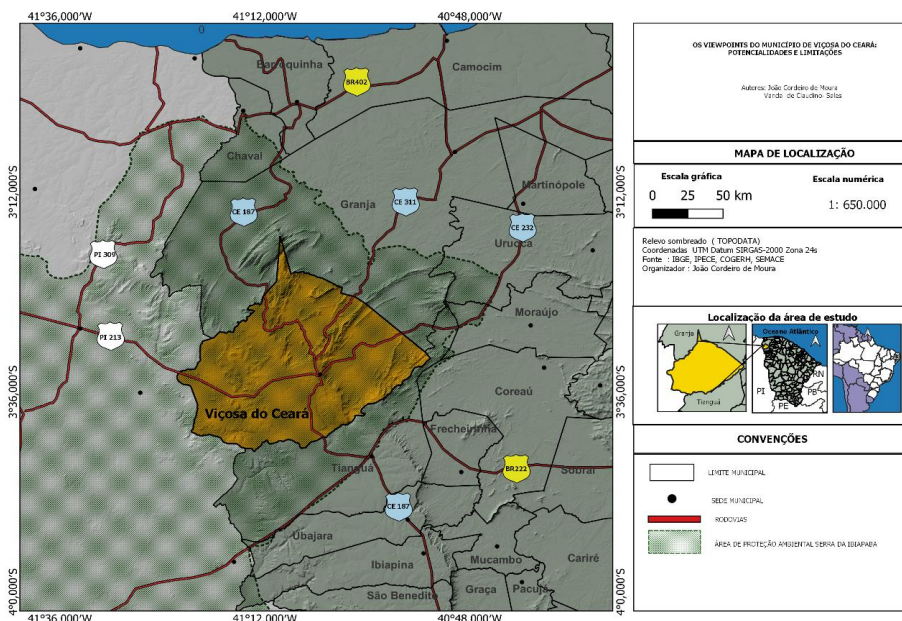 41°36,000'W
41°12,000'W
40°48,000'W
0
Barroquinha
Camocim
BR402
Chaval
3°12,000'S
3°12,000'S
CE 187
Granja
CE 311
Martinópole
CE 232
Uruoca
PI 309
Moraújo
PI 213
3°36,000'S
3°36,000'S
Coreaú
Viçosa do Ceará
Frecheirinha
Tianguá
BR222
Sobral
CE 187
Ubajara
Ibiapina
Mucambo
Cariré
São Benedito
Graça
Pacujá
4°0,000'S
4°0,000'S
41°36,000'W
41°12,000'W
40°48,000'W
OS VIEWPOINTS DO MUNICÍPIO DE VIÇOSA DO CEARÁ:
POTENCIALIDADES E LIMITAÇÕES
Autores: João Cordeiro de Moura
Vanda de Claudino- Sales
MAPA DE LOCALIZAÇÃO
Escala gráfica
Escala numérica
0 25 50 km
1: 650.000
Relevo sombreado ( TOPODATA)
Coordenadas UTM Datum SIRGAS-2000 Zona 24s
Fonte : IBGE, IPECE, COGERH, SEMACE
Organizador : João Cordeiro de Moura
Localização da área de estudo
Granja
Tianguá
Oceano Atlântico
RN
PB
PI
PE
CONVENÇÕES
LIMITE MUNICIPAL
SEDE MUNICIPAL
RODOVIAS
ÁREA DE PROTEÇÃO AMBIENTAL SERRA DA IBIAPABA